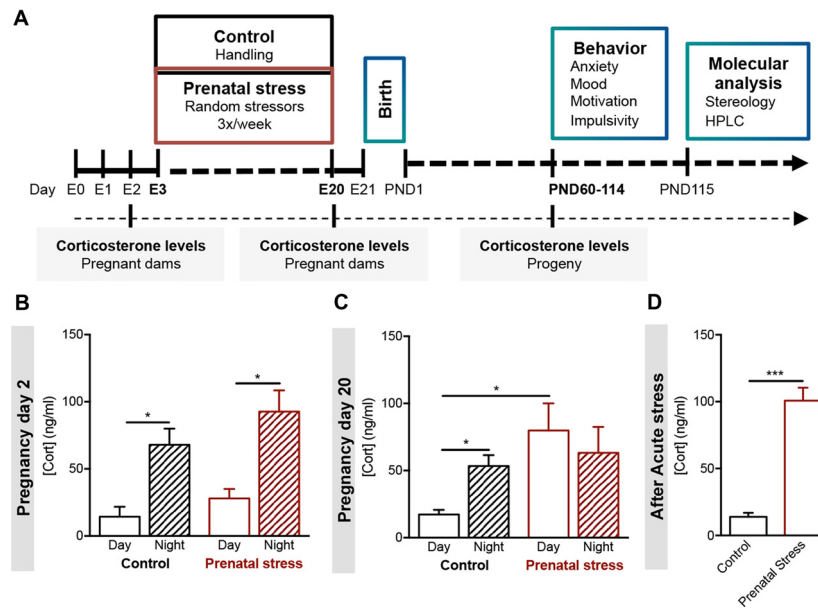 A
Control
Handling
Prenatal stress
Random stressors
3x/week
Birth
Behavior
Anxiety
Mood
Motivation
Impulsivity
Molecular
analysis
Stereology
HPLC
Day E0 E1 E2 E3 E20 E21 PND1 PND60-114 PND115
Corticosterone levels
Pregnant dams
Corticosterone levels
Pregnant dams
Corticosterone levels
Progeny
B
Pregnancy day 2
[Cort] (ng/ml)
150
100
50
0
*
*
Day Night Day Night
Control Prenatal stress
C
Pregnancy day 20
[Cort] (ng/ml)
150
100
50
0
*
*
Day Night Day Night
Control Prenatal stress
D
After Acute stress
[Cort] (ng/ml)
150
100
50
0
***
Control
Prenatal Stress